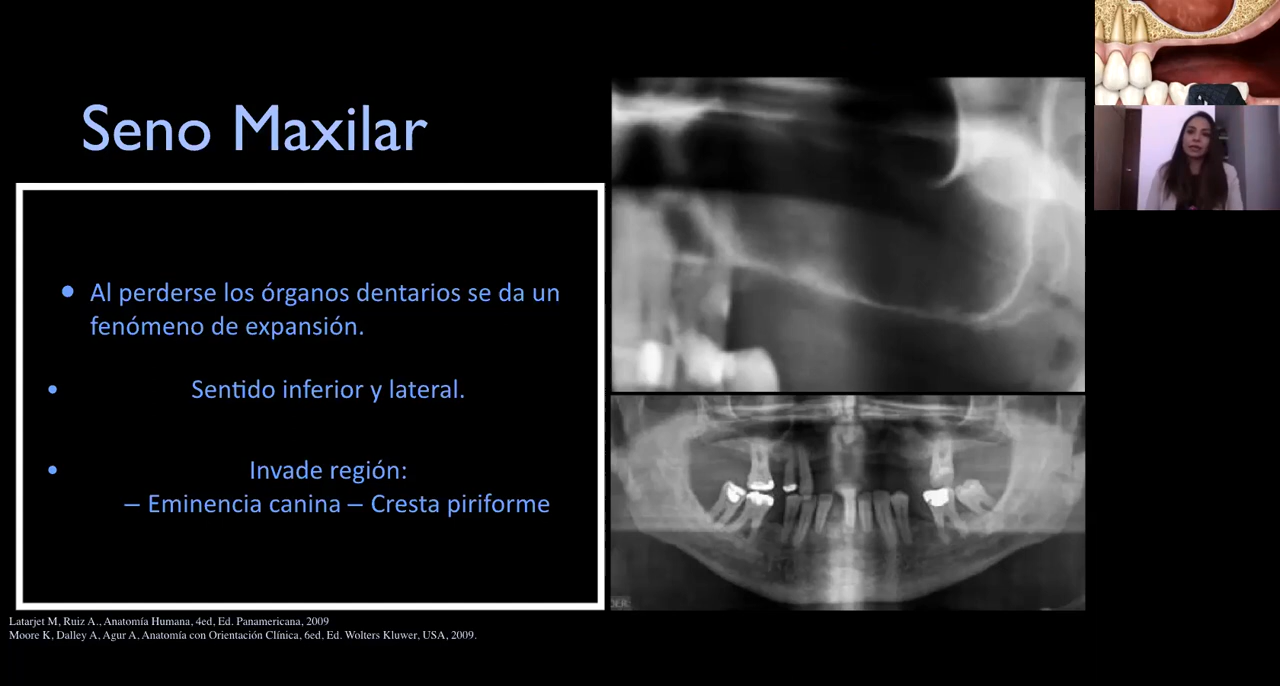 Seno Maxilar
• Al perderse los órganos dentarios se da un
fenómeno de expansión.
• Sentido inferior y lateral.
• Invade región:
– Eminencia canina – Cresta piriforme
Latarjet M, Ruiz A., Anatomía Humana, 4ed, Ed. Panamericana, 2009
Moore K, Dalley A, Agur A, Anatomía con Orientación Clínica, 6ed, Ed. Wolters Kluwer, USA, 2009.